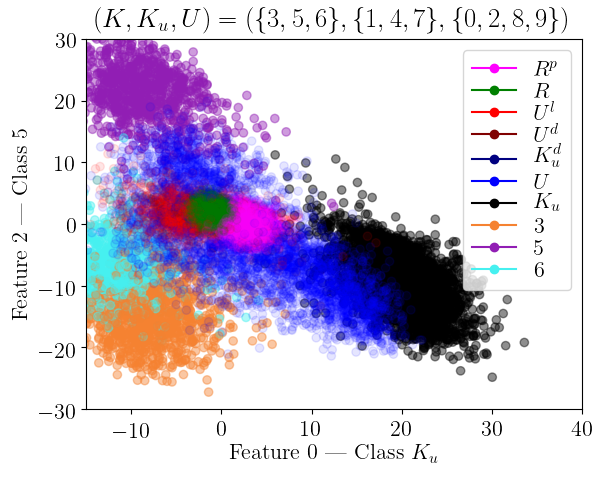 (K, K_u, U) = ({3, 5, 6}, {1, 4, 7}, {0, 2, 8, 9})
30
20
10
0
−10
−20
−30
Feature 2 — Class 5
R^p
R
U^l
U^d
K_u^d
U
K_u
3
5
6
−10
0
10
20
30
40
Feature 0 — Class K_u